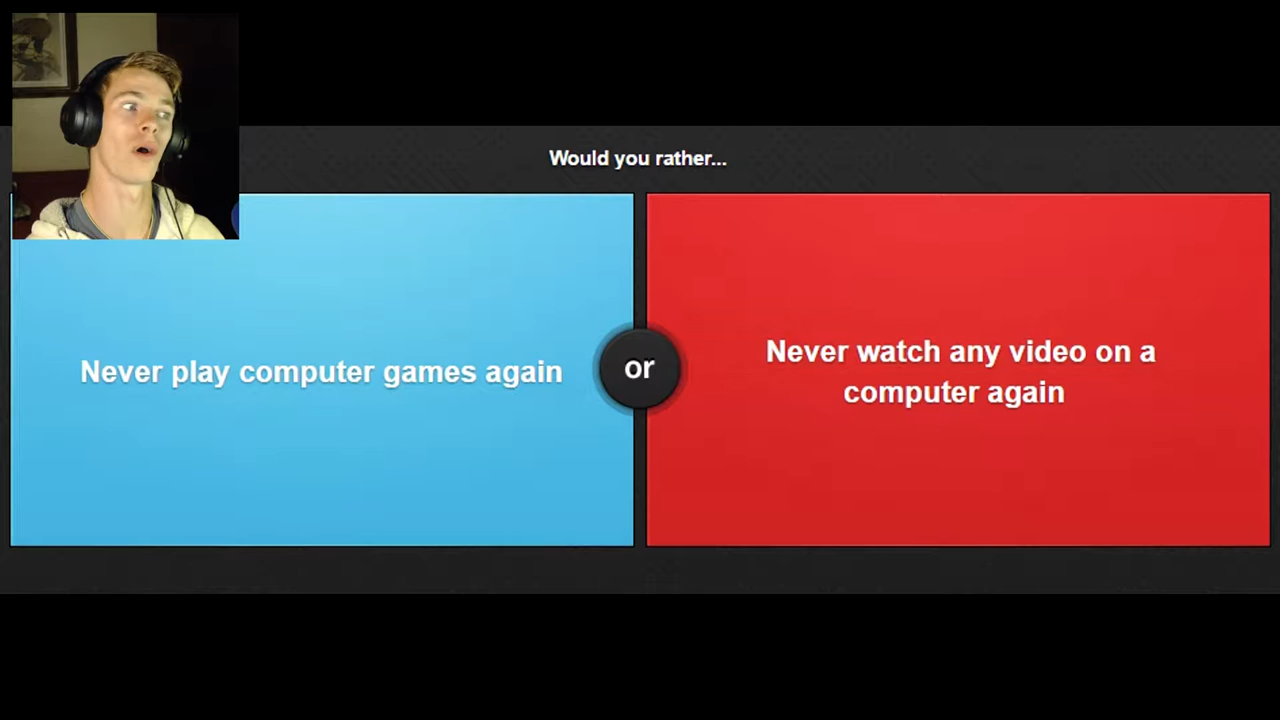 Would you rather...
Never play computer games again
or
Never watch any video on a
computer again